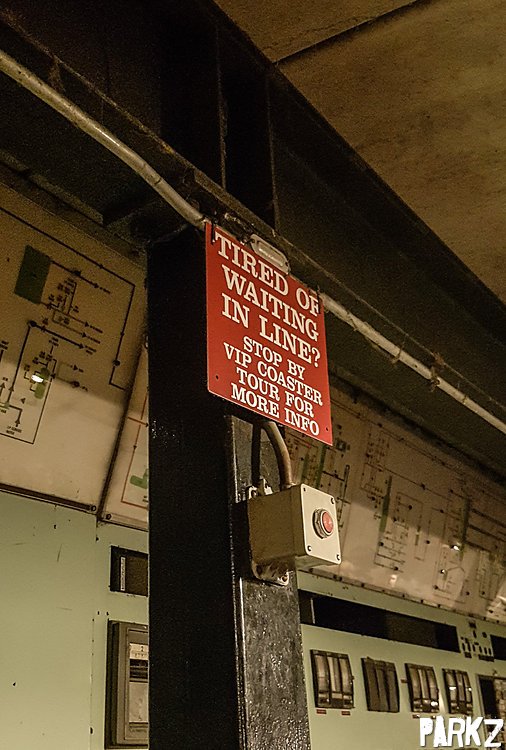 TIRED OF
WAITING
IN LINE?
STOP BY
VIP COASTER
TOUR FOR
MORE INFO
PARKZ